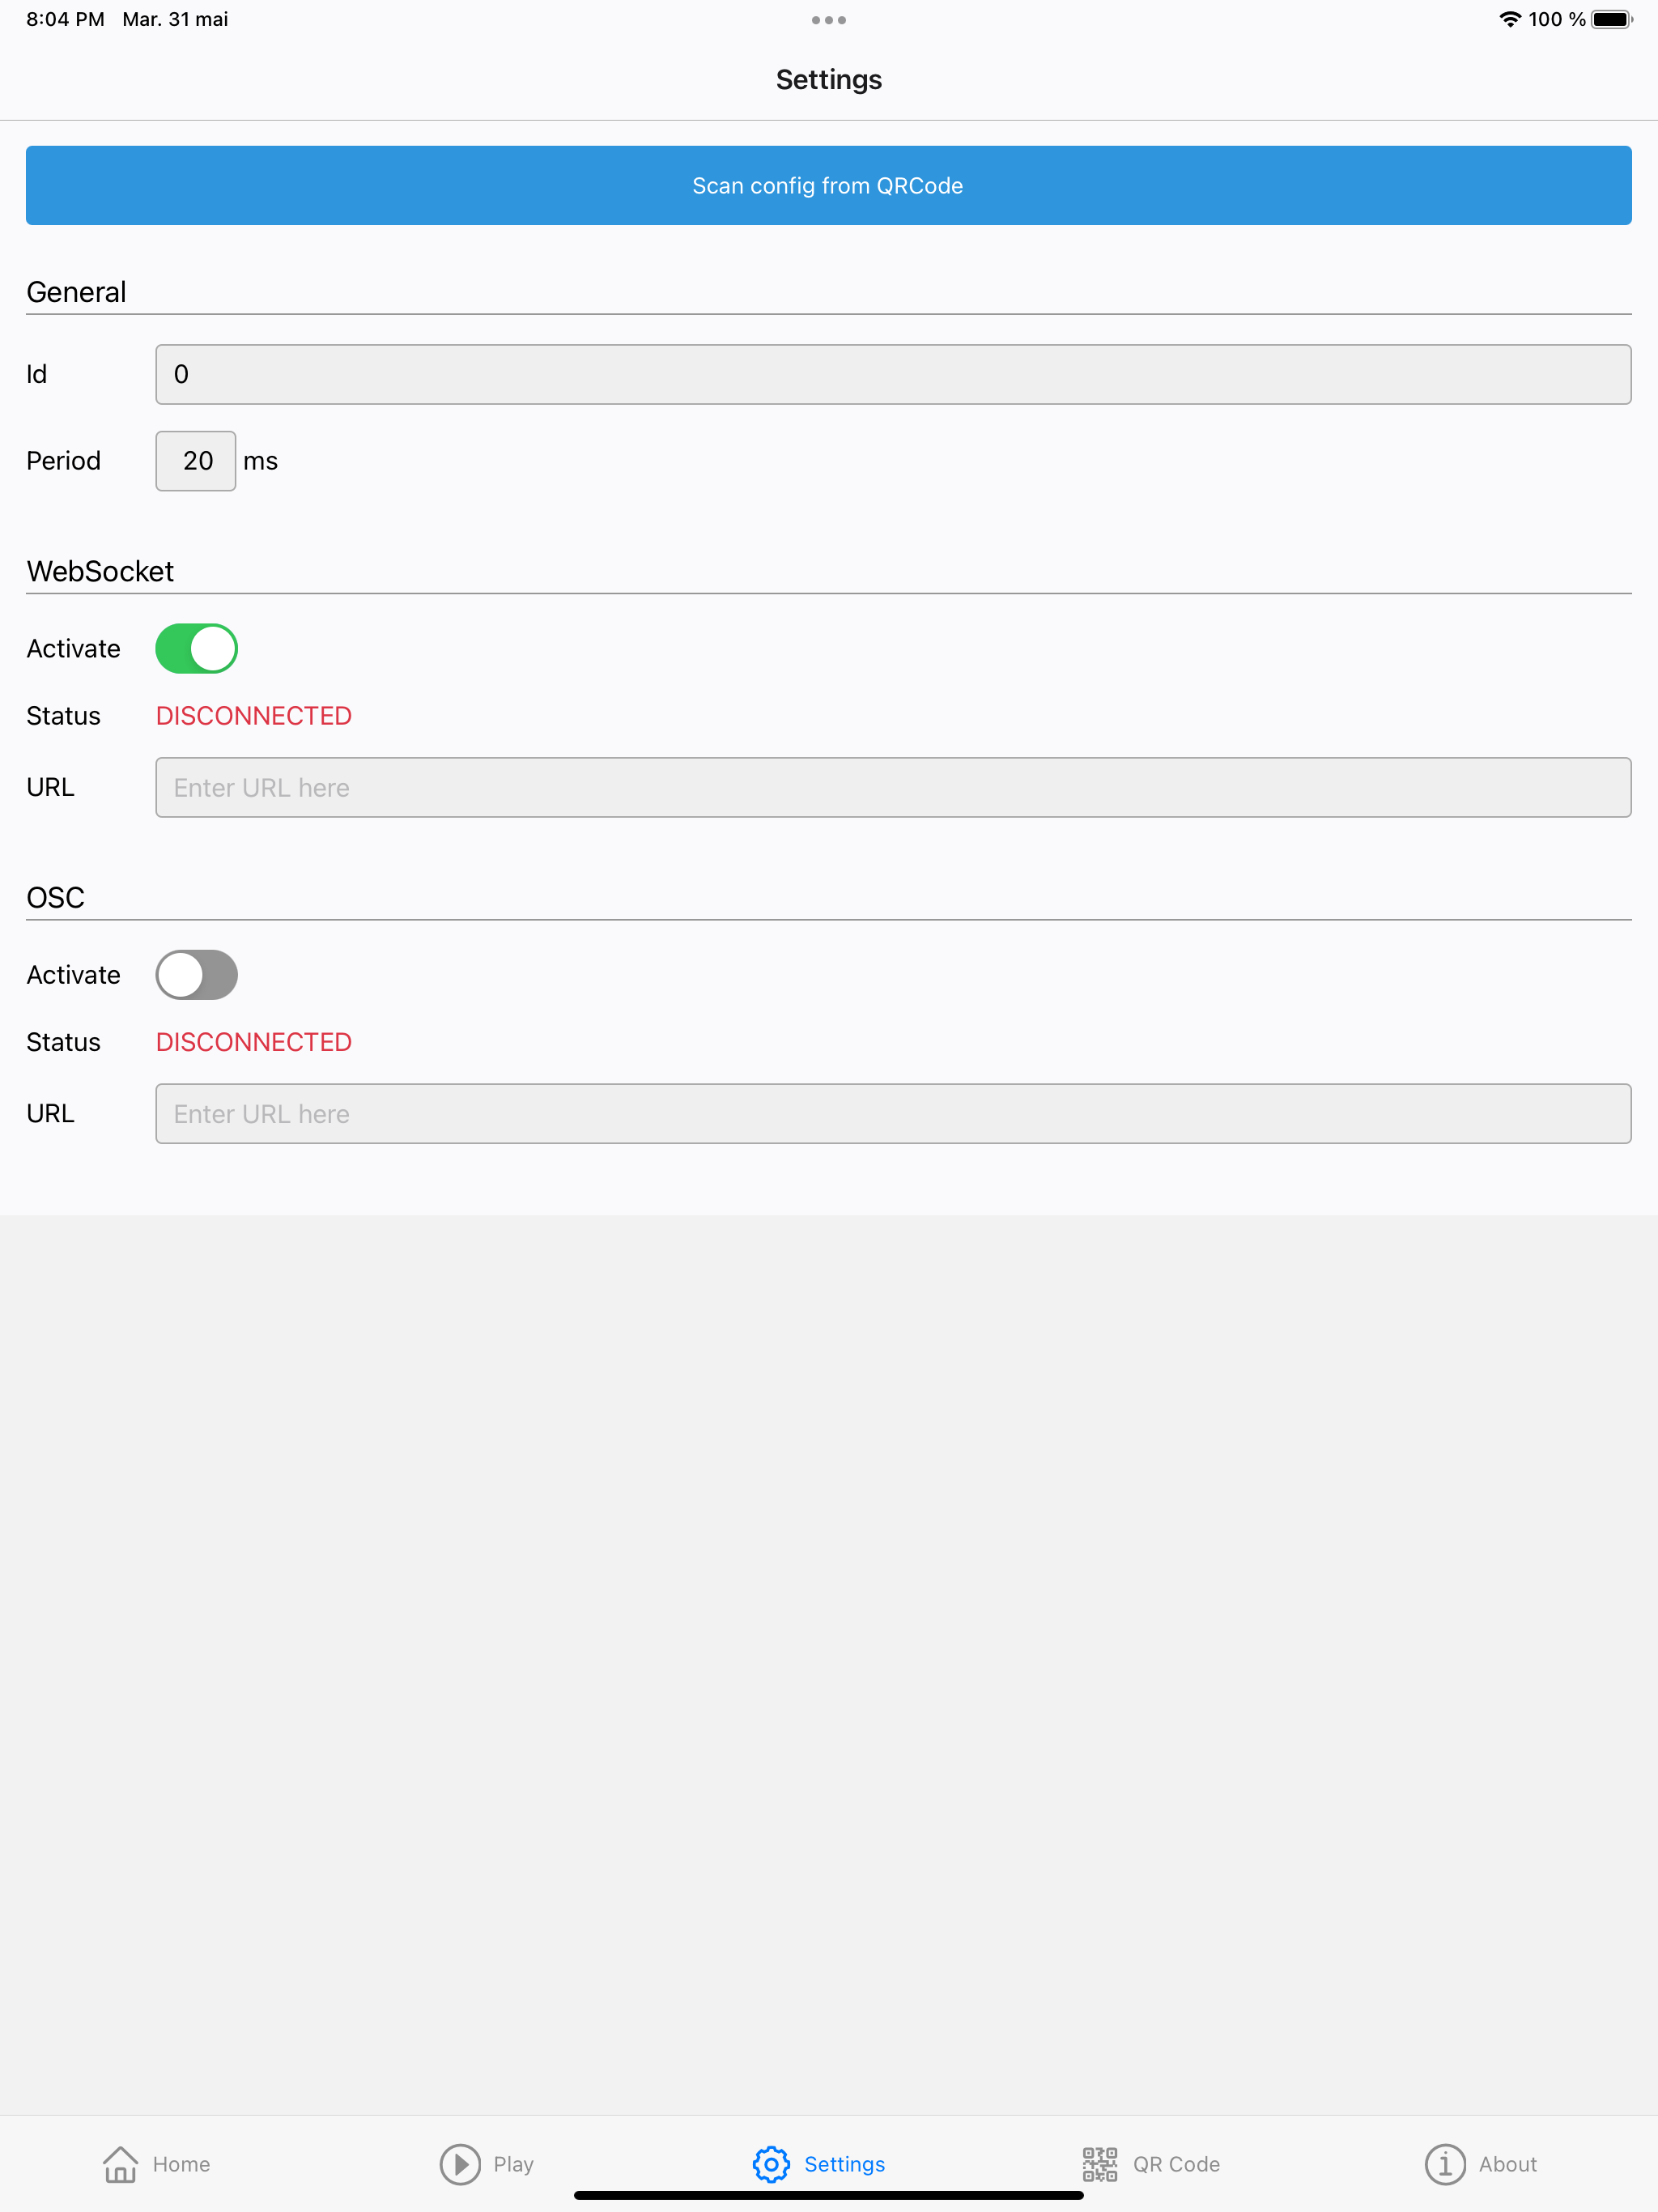 8:04 PM Mar. 31 mai 100 %
Settings
Scan config from QRCode
General
Id 0
Period 20 ms
WebSocket
Activate
Status DISCONNECTED
URL Enter URL here
OSC
Activate
Status DISCONNECTED
URL Enter URL here
Home Play Settings QR Code About